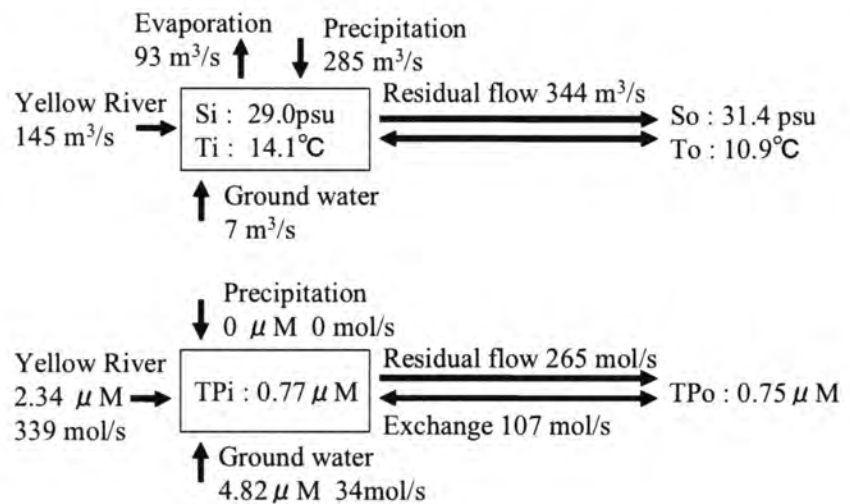 Evaporation
93 m³/s
Precipitation
285 m³/s
Yellow River
145 m³/s
Si : 29.0psu
Ti : 14.1℃
Residual flow 344 m³/s
So : 31.4 psu
To : 10.9℃
Ground water
7 m³/s
Precipitation
0 μM 0 mol/s
Yellow River
2.34 μM
339 mol/s
TPi : 0.77 μM
Residual flow 265 mol/s
Exchange 107 mol/s
TPo : 0.75 μM
Ground water
4.82 μM 34mol/s